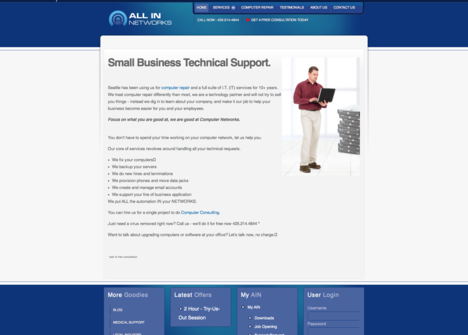 ALL IN
NETWORKS
HOME SERVICES COMPUTER REPAIR TESTIMONIALS ABOUT US CONTACT US
CALL NOW - 425-214-4844 GET A FREE CONSULTATION TODAY
Small Business Technical Support.
Seattle has been using us for computer repair and a full suite of I.T. (IT) services for 10+ years.
We treat computer repair differently than most, we are a technology partner and will not try to sell
you things - instead we dig in to learn about your company, and make it our job to help your
business become easier for you and your employees.
Focus on what you are good at, we are good at Computer Networks.
You don't have to spend your time working on your computer network, let us help you.
Our core of services revolves around handling all your technical requests.
We fix your computers
We backup your servers
We do new hires and terminations
We provision phones and move data jacks
We create and manage email accounts
We support your line of business application
We put ALL the automation IN your NETWORKS.
You can hire us for a single project to do Computer Consulting.
Just need a virus removed right now? Call us - we'll do it for free now 425.214.4844 *
Want to talk about upgrading computers or software at your office? Let's talk now, no charge
More Goodies
BLOG
MEDICAL SUPPORT
LEGAL INDUSTRY
Latest Offers
2 Hour - Try-Us-
Out Session
My AIN
My AIN
Downloads
Job Opening
User Login
Username
Password